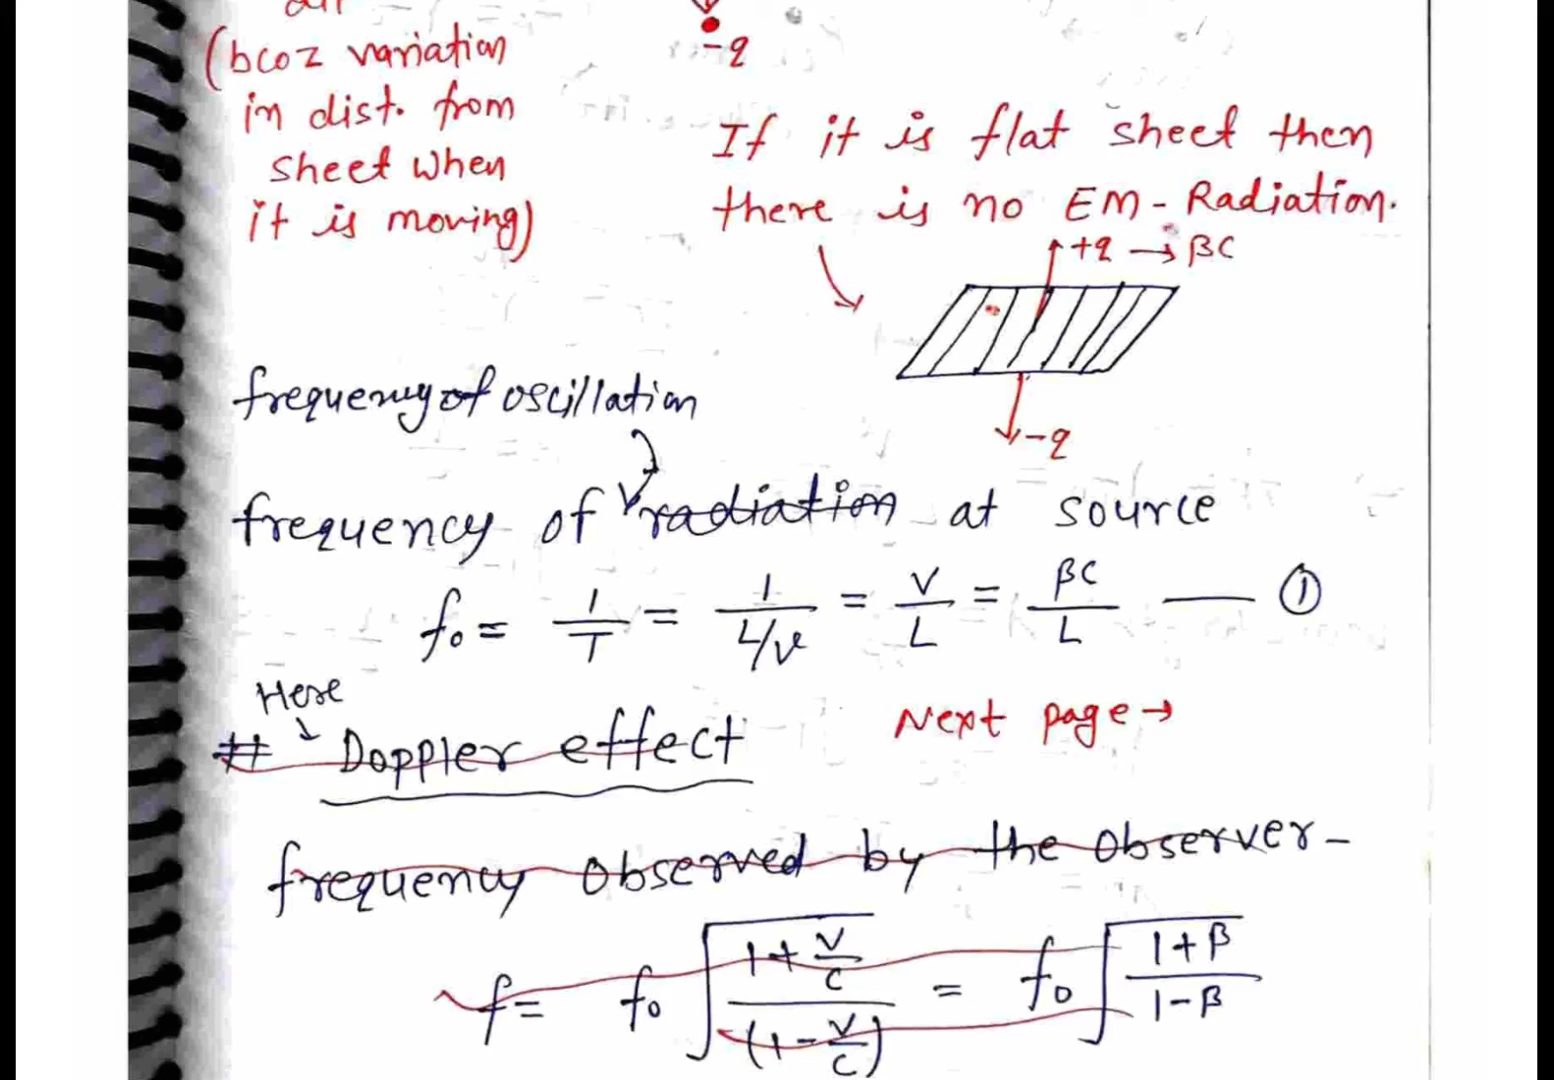 (bcoz variation
in dist. from
sheet when
it is moving)
-q
If it is flat sheet then
there is no EM-Radiation.
+q → βC
-q
frequency of oscillation
frequency of radiation at source
f₀ = 1/T = 1/(L/v) = V/L = βC/L — ①
Here
# Doppler effect
Next page →
frequency observed by the observer-
f = f₀ √((1+V/C)/(1-V/C)) = f₀ √((1+β)/(1-β))